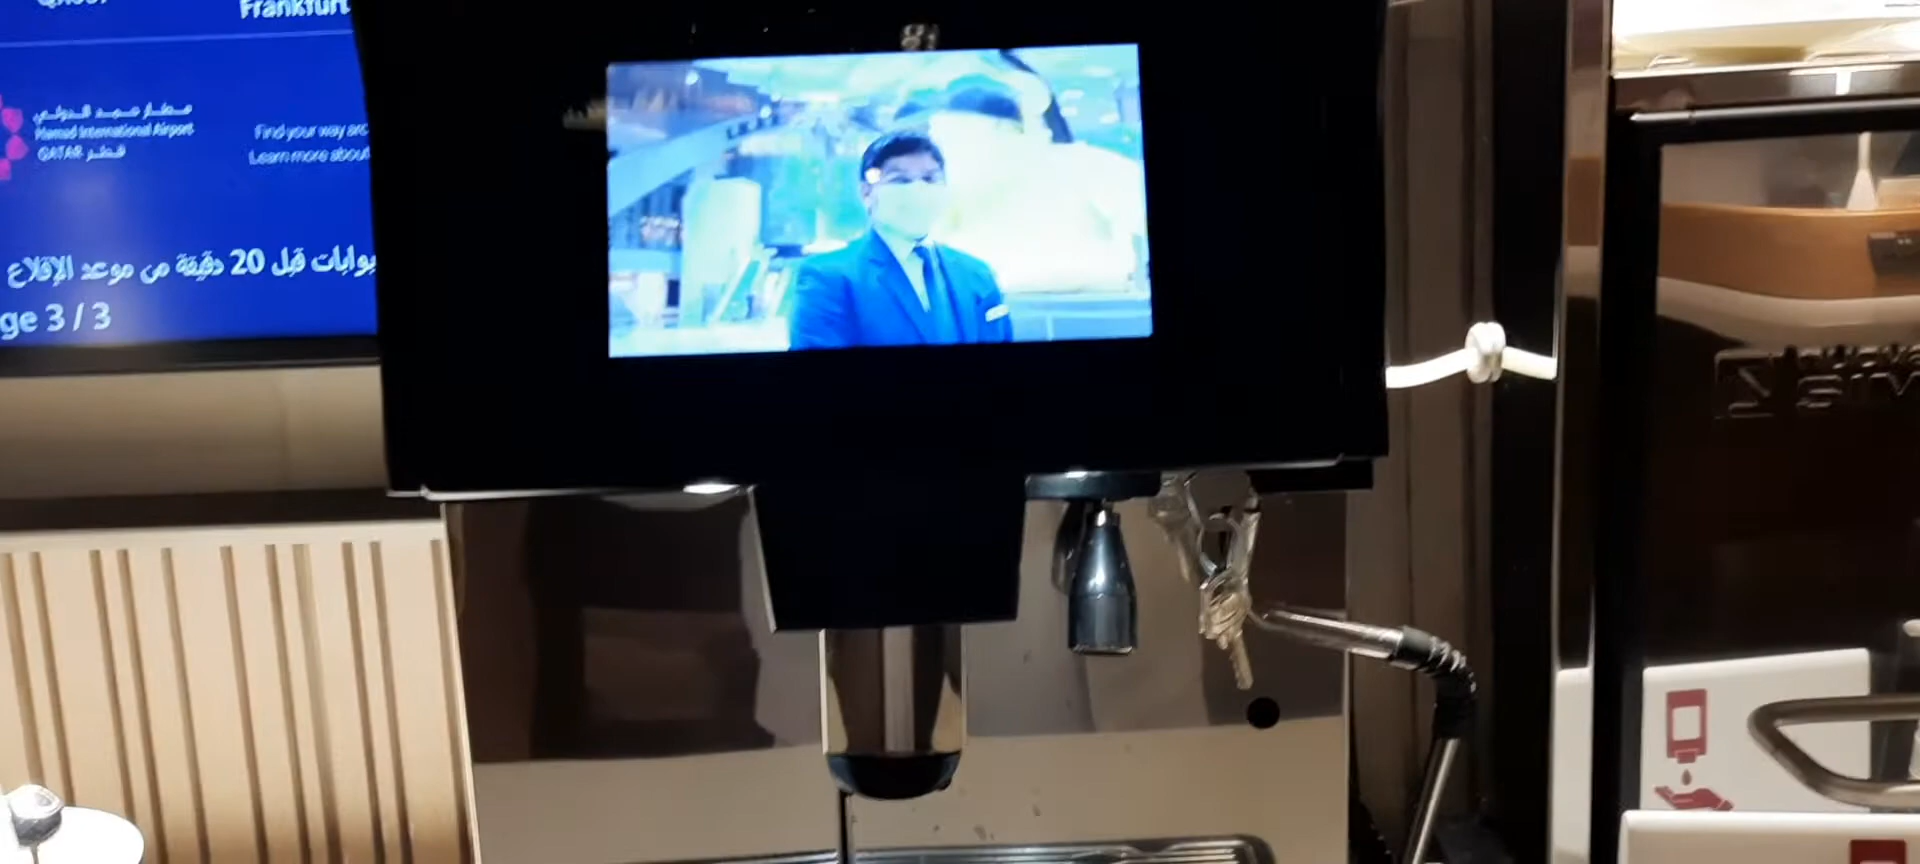 Frankfurt
مطار حمد الدولي
Hamad International Airport
QATAR قطر
Find your way arc
Learn more about
بوابات قبل 20 دقيقة من موعد الإقلاع
ge 3 / 3